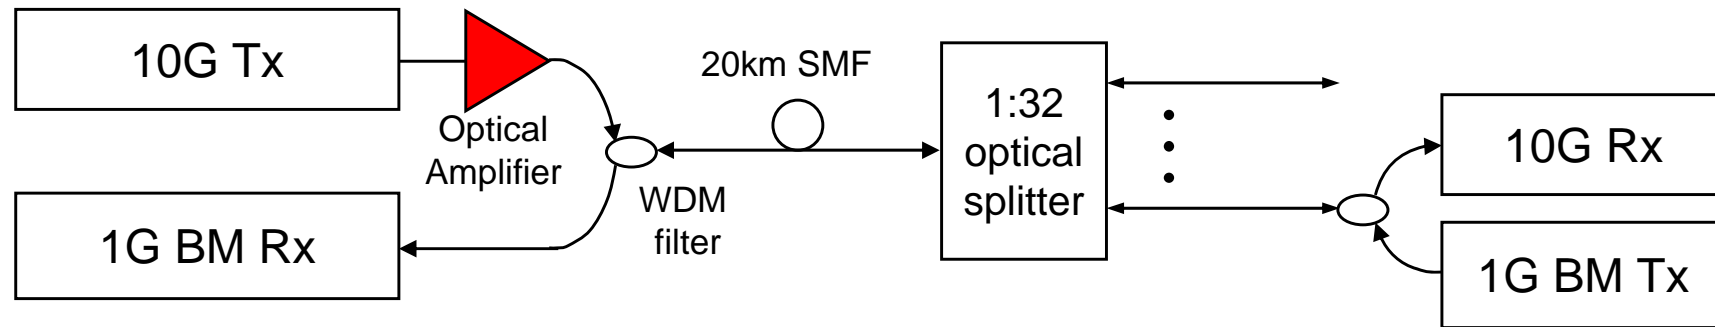 10G Tx
Optical
Amplifier
1G BM Rx
WDM
filter
20km SMF
1:32
optical
splitter
10G Rx
1G BM Tx